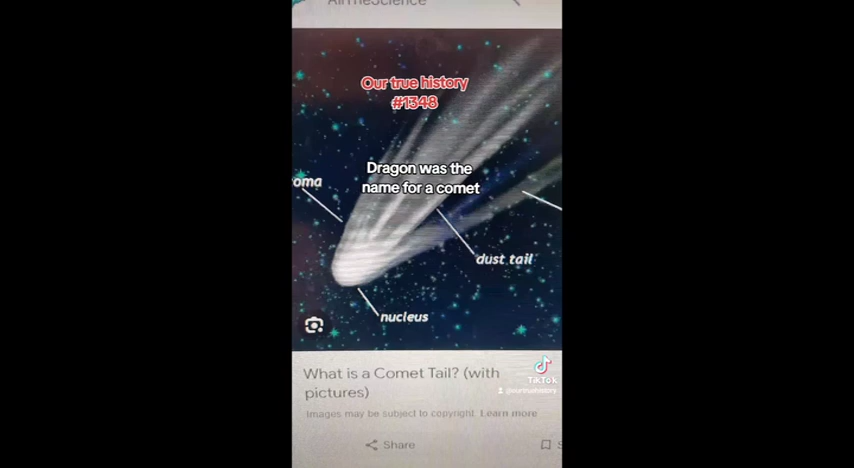 AllTheScience
Our true history
#1348
Dragon was the
name for a comet
oma
dust tail
nucleus
What is a Comet Tail? (with
pictures)
Images may be subject to copyright. Learn more
TikTok
Share
S